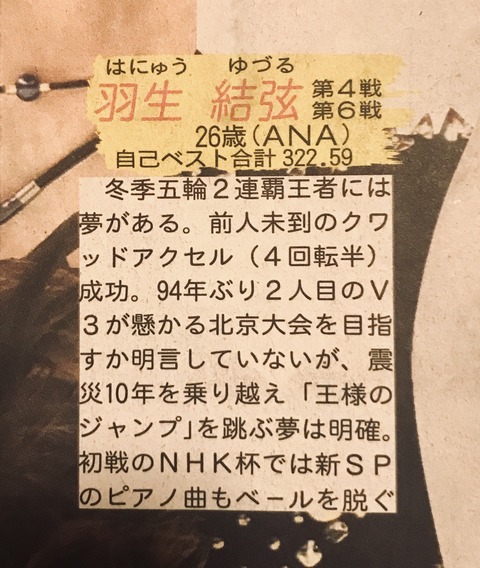 はにゅう ゆづる
羽生 結弦 第4戦
第6戦
26歳(ANA)
自己ベスト合計322.59
冬季五輪2連覇王者には
夢がある。前人未到のクワ
ッドアクセル(4回転半)
成功。94年ぶり2人目のV
3が懸かる北京大会を目指
すか明言していないが、震
災10年を乗り越え「王様の
ジャンプ」を跳ぶ夢は明確。
初戦のNHK杯では新SP
のピアノ曲もベールを脱ぐ